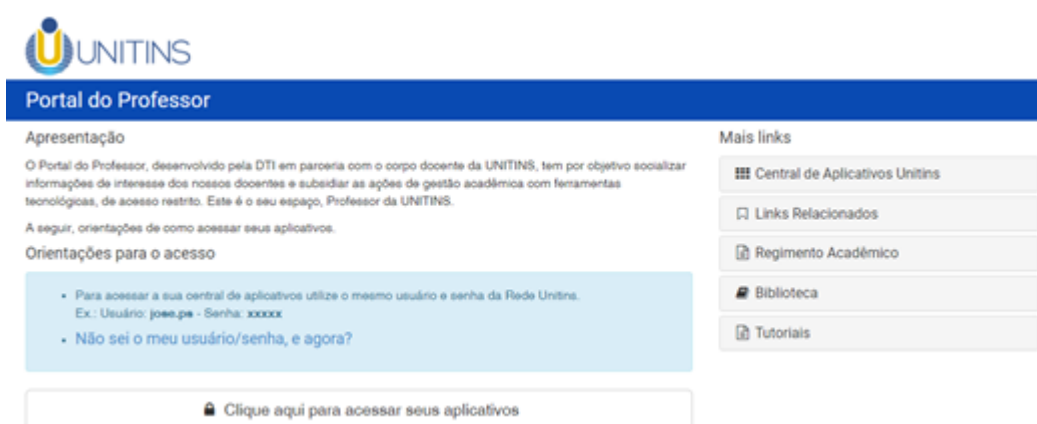 UNITINS
Portal do Professor
Apresentação
O Portal do Professor, desenvolvido pela DTI em parceria com o corpo docente da UNITINS, tem por objetivo socializar
informações de interesse dos nossos docentes e subsidiar as ações de gestão acadêmica com ferramentas
tecnológicas, de acesso restrito. Este é o seu espaço, Professor da UNITINS.
A seguir, orientações de como acessar seus aplicativos.
Orientações para o acesso
• Para acessar a sua central de aplicativos utilize o mesmo usuário e senha da Rede Unitins.
Ex.: Usuário: jose.ps - Senha: xxxxx
• Não sei o meu usuário/senha, e agora?
Clique aqui para acessar seus aplicativos
Mais links
Central de Aplicativos Unitins
Links Relacionados
Regimento Acadêmico
Biblioteca
Tutoriais